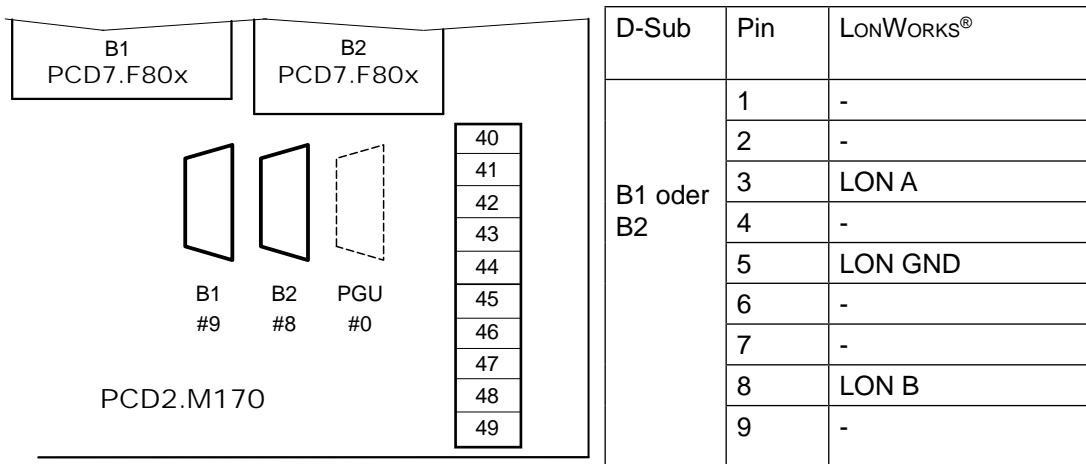 B1
PCD7.F80x
B2
PCD7.F80x
40
41
42
43
44
45
46
47
48
49
B1 B2 PGU
#9 #8 #0
PCD2.M170
D-Sub Pin LONWORKS®
B1 oder
B2
1 -
2 -
3 LON A
4 -
5 LON GND
6 -
7 -
8 LON B
9 -